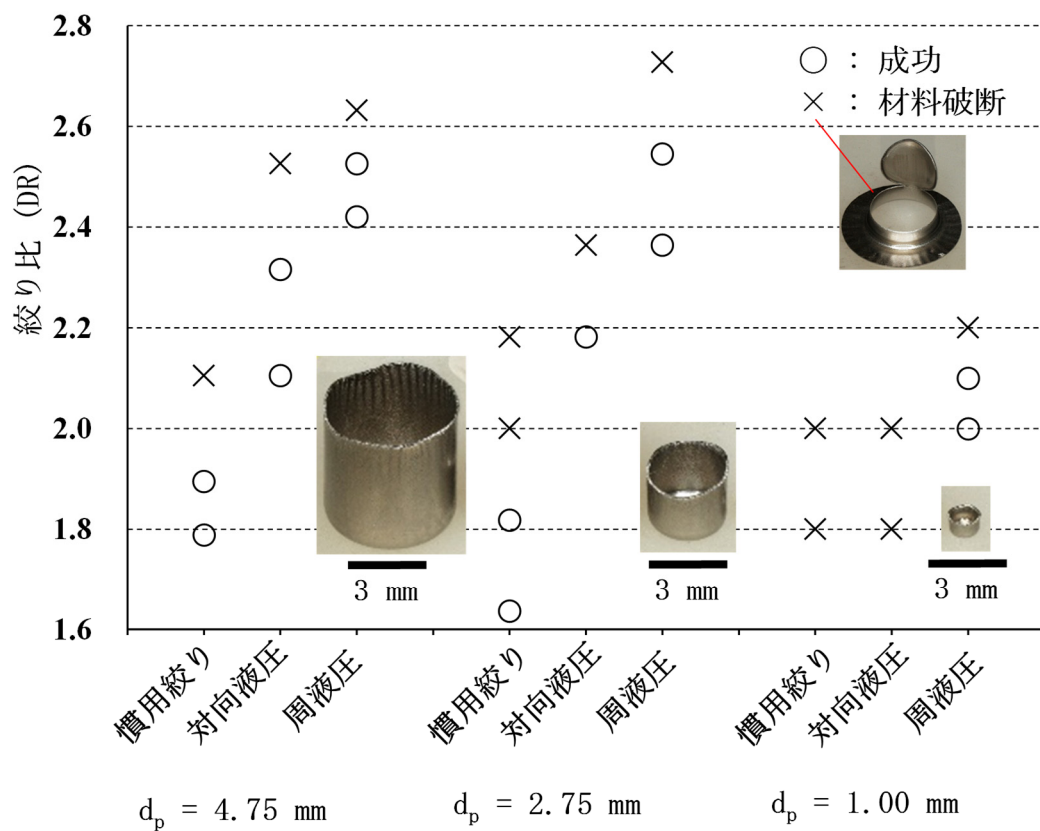 2.8
2.6
2.4
2.2
2.0
1.8
1.6
絞り比 (DR)
○ : 成功
× : 材料破断
3 mm
3 mm
3 mm
慣用絞り
対向液圧
周液圧
慣用絞り
対向液圧
周液圧
慣用絞り
対向液圧
周液圧
dp = 4.75 mm
dp = 2.75 mm
dp = 1.00 mm